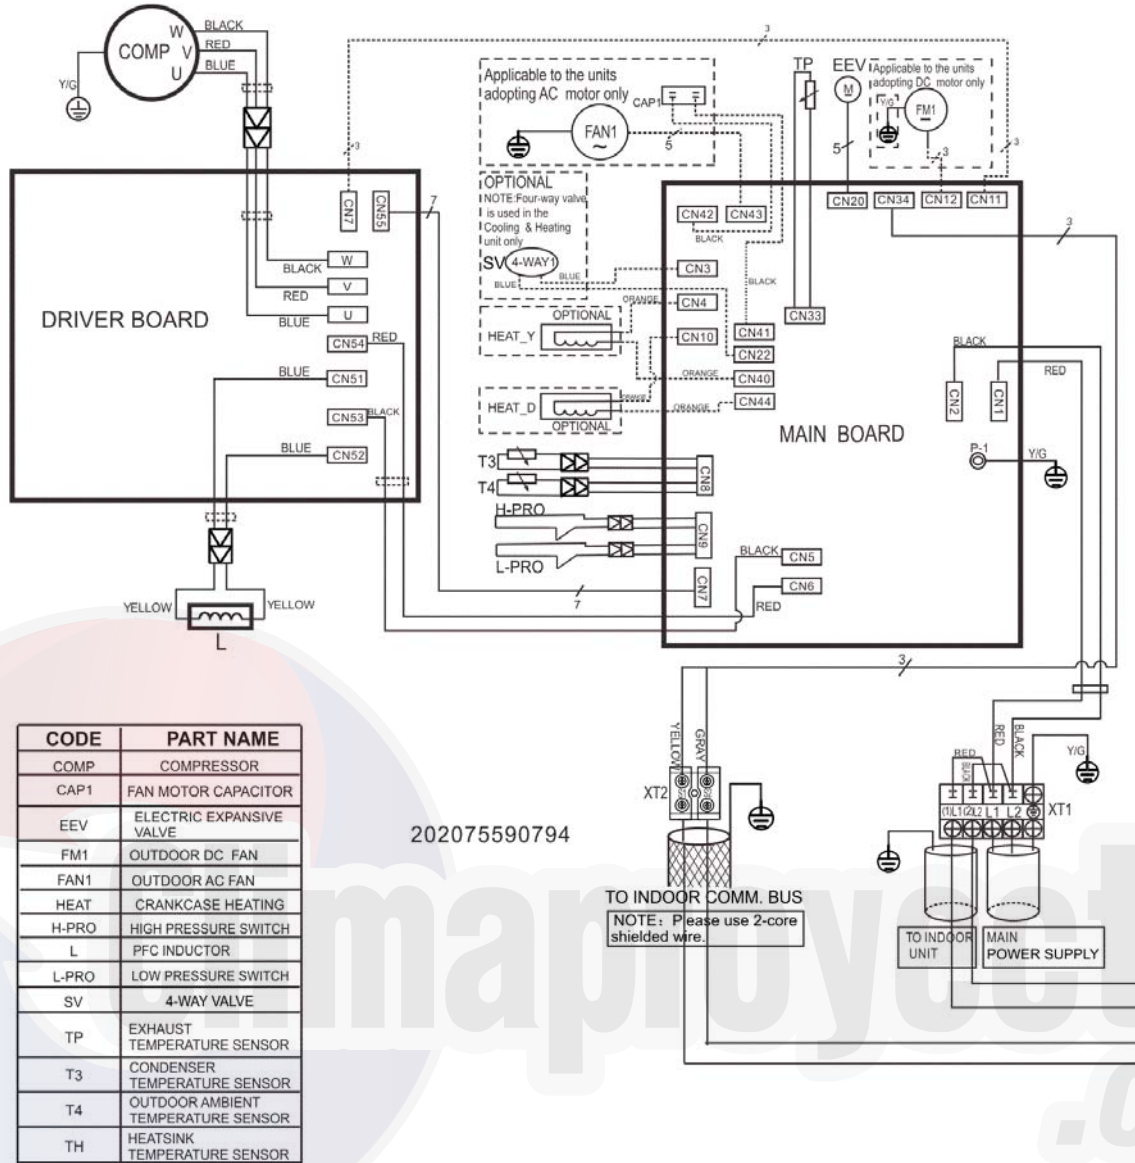 BLACK
W
RED
COMP
V
BLUE
U
Y/G
3
3
3
7
Applicable to the units
adopting AC motor only
CAP1
FAN1
~
5
TP
EEV
M
5
Applicable to the units
adopting DC motor only
Y/G
FM1
3
CN7
CN55
W
BLACK
V
RED
U
BLUE
DRIVER BOARD
CN54
RED
BLUE
CN51
CN53
BLACK
BLUE
CN52
YELLOW
YELLOW
L
OPTIONAL
NOTE:Four-way valve
is used in the
Cooling & Heating
unit only
SV
4-WAY1
BLUE
BLUE
OPTIONAL
HEAT_Y
ORANGE
HEAT_D
OPTIONAL
ORANGE
ORANGE
ORANGE
T3
T4
H-PRO
L-PRO
7
CN42
CN43
BLACK
CN20
CN34
CN12
CN11
3
CN3
BLACK
CN4
CN10
CN41
CN33
CN22
CN40
CN44
BLACK
RED
CN2
CN1
MAIN BOARD
P-1
Y/G
CN8
CN9
CN7
BLACK
CN5
CN6
RED
3
YELLOW
GRAY
XT2
TO INDOOR COMM. BUS
NOTE: Please use 2-core
shielded wire.
RED
BLACK
RED
BLACK
Y/G
(1)L1
(2)L2
L1
L2
XT1
TO INDOOR
UNIT
MAIN
POWER SUPPLY
202075590794
CODE PART NAME
COMP COMPRESSOR
CAP1 FAN MOTOR CAPACITOR
EEV ELECTRIC EXPANSIVE
VALVE
FM1 OUTDOOR DC FAN
FAN1 OUTDOOR AC FAN
HEAT CRANKCASE HEATING
H-PRO HIGH PRESSURE SWITCH
L PFC INDUCTOR
L-PRO LOW PRESSURE SWITCH
SV 4-WAY VALVE
TP EXHAUST
TEMPERATURE SENSOR
T3 CONDENSER
TEMPERATURE SENSOR
T4 OUTDOOR AMBIENT
TEMPERATURE SENSOR
TH HEATSINK
TEMPERATURE SENSOR